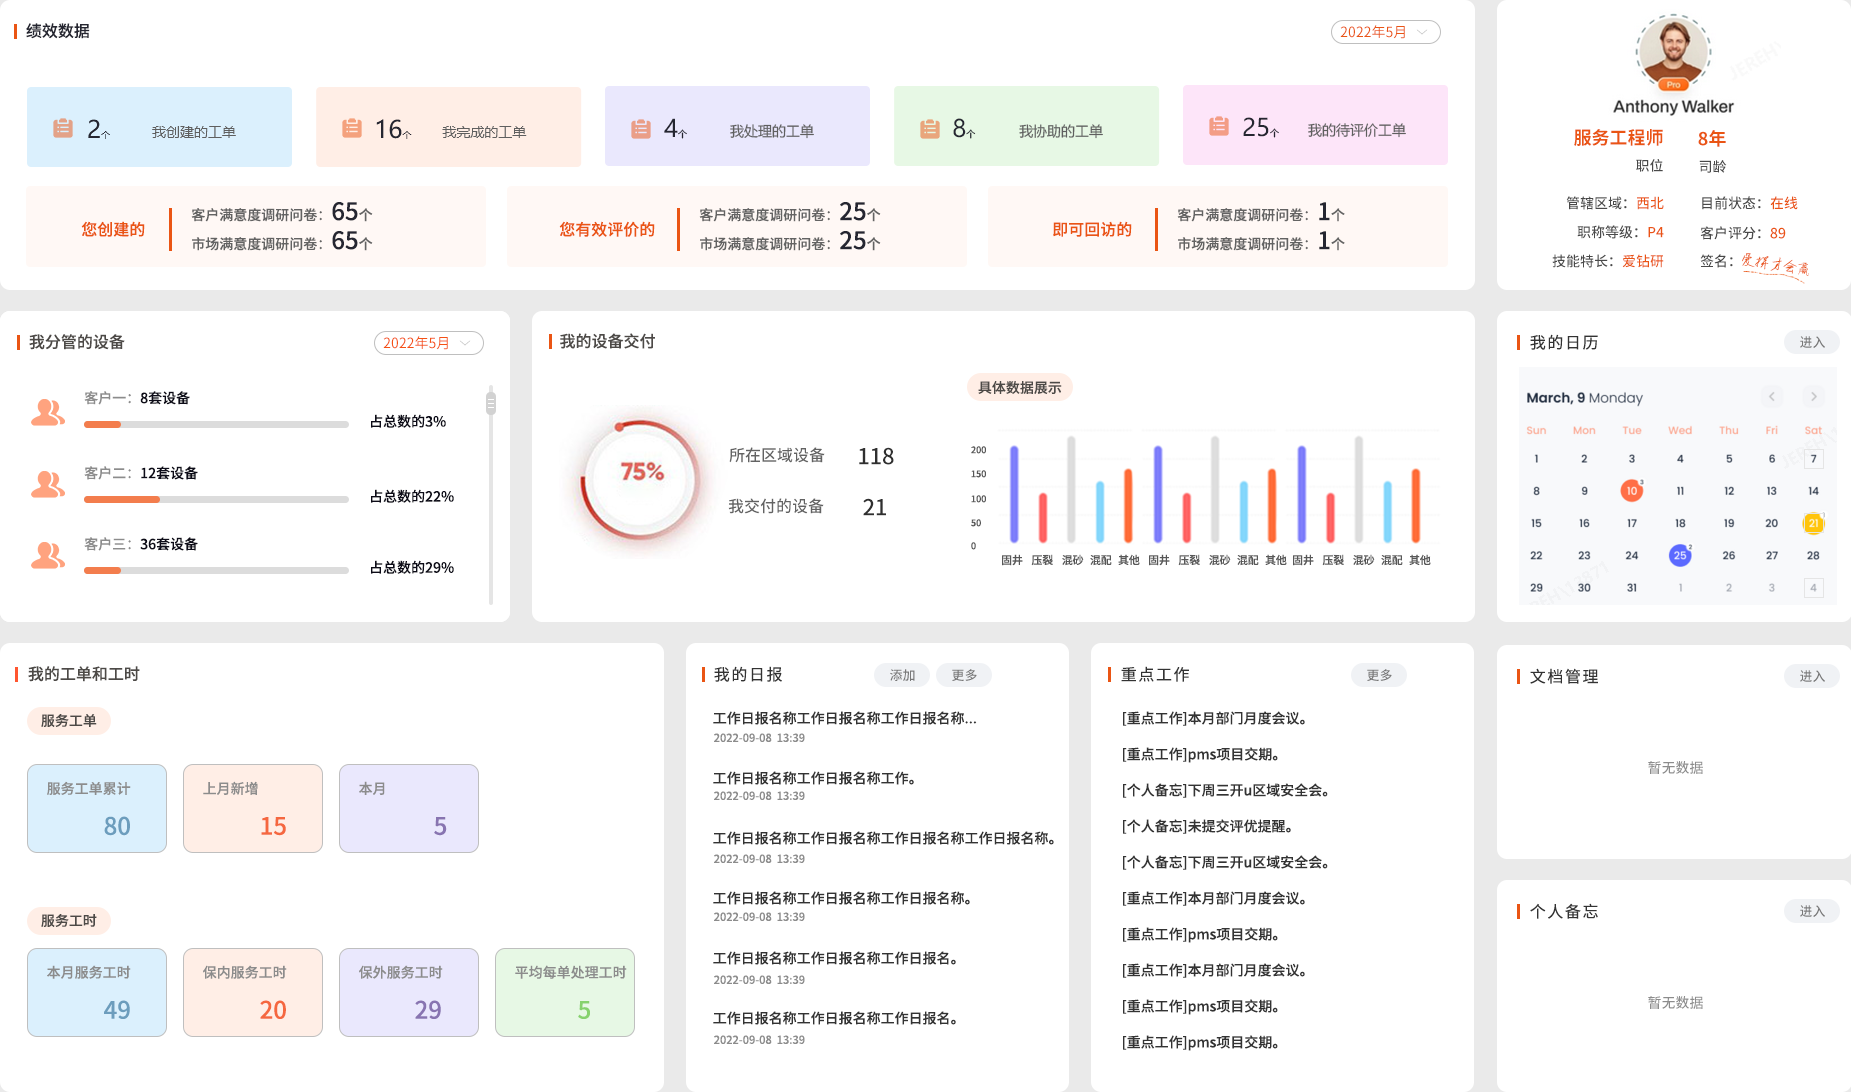 绩效数据
2022年5月
2个 我创建的工单
16个 我完成的工单
4个 我处理的工单
8个 我协助的工单
25个 我的待评价工单
您创建的
客户满意度调研问卷：65个
市场满意度调研问卷：65个
您有效评价的
客户满意度调研问卷：25个
市场满意度调研问卷：25个
即可回访的
客户满意度调研问卷：1个
市场满意度调研问卷：1个
Pro
Anthony Walker
服务工程师 8年
职位 司龄
管辖区域：西北 目前状态：在线
职称等级：P4 客户评分：89
技能特长：爱钻研 签名：爱拼才会赢
我分管的设备
2022年5月
客户一：8套设备
占总数的3%
客户二：12套设备
占总数的22%
客户三：36套设备
占总数的29%
我的设备交付
75%
所在区域设备 118
我交付的设备 21
具体数据展示
200
150
100
50
0
固井 压裂 混砂 混配 其他 固井 压裂 混砂 混配 其他 固井 压裂 混砂 混配 其他
我的日历
进入
March, 9 Monday
Sun Mon Tue Wed Thu Fri Sat
1 2 3 4 5 6 7
8 9 10 3 11 12 13 14
15 16 17 18 19 20 21 1
22 23 24 25 2 26 27 28
29 30 31 1 2 3 4
我的工单和工时
服务工单
服务工单累计
80
上月新增
15
本月
5
服务工时
本月服务工时
49
保内服务工时
20
保外服务工时
29
平均每单处理工时
5
我的日报
添加 更多
工作日报名称工作日报名称工作日报名称...
2022-09-08 13:39
工作日报名称工作日报名称工作。
2022-09-08 13:39
工作日报名称工作日报名称工作日报名称工作日报名称。
2022-09-08 13:39
工作日报名称工作日报名称工作日报名称。
2022-09-08 13:39
工作日报名称工作日报名称工作日报名。
2022-09-08 13:39
工作日报名称工作日报名称工作日报名。
2022-09-08 13:39
重点工作
更多
[重点工作]本月部门月度会议。
[重点工作]pms项目交期。
[个人备忘]下周三开u区域安全会。
[个人备忘]未提交评优提醒。
[个人备忘]下周三开u区域安全会。
[重点工作]本月部门月度会议。
[重点工作]pms项目交期。
[重点工作]本月部门月度会议。
[重点工作]pms项目交期。
[重点工作]pms项目交期。
文档管理
进入
暂无数据
个人备忘
进入
暂无数据